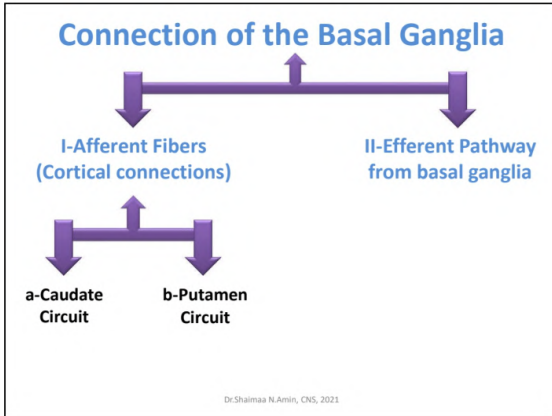 Connection of the Basal Ganglia
I-Afferent Fibers
(Cortical connections)
II-Efferent Pathway
from basal ganglia
a-Caudate
Circuit
b-Putamen
Circuit
Dr.Shaimaa N.Amin, CNS, 2021